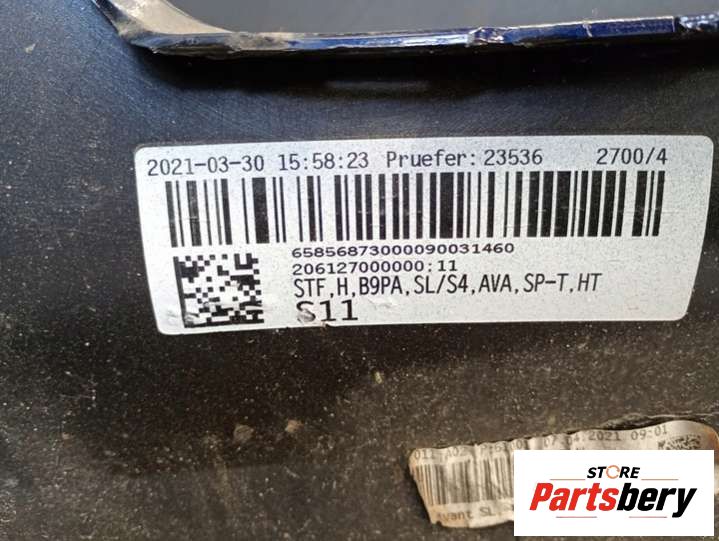 2021-03-30 15:58:23 Pruefer:23536 2700/4
65856873000090031460
206127000000:11
STF,H,B9PA,SL/S4,AVA,SP-T,HT
S11
07.04.2021 09:01
STORE
Partsbery